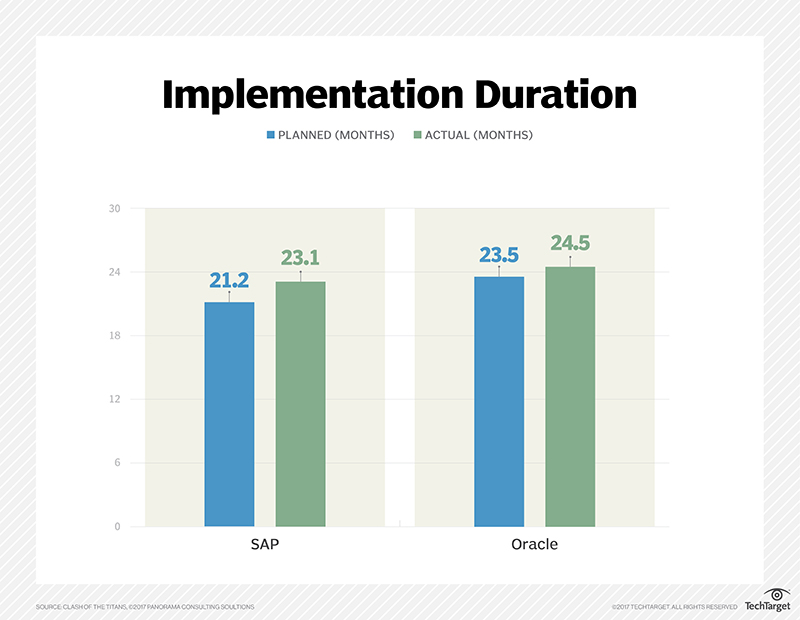 Implementation Duration
PLANNED (MONTHS) ACTUAL (MONTHS)
30
24
18
12
6
0
21.2
23.1
23.5
24.5
SAP
Oracle
SOURCE: CLASH OF THE TITANS, ©2017 PANORAMA CONSULTING SOULTIONS
©2017 TECHTARGET. ALL RIGHTS RESERVED
TechTarget